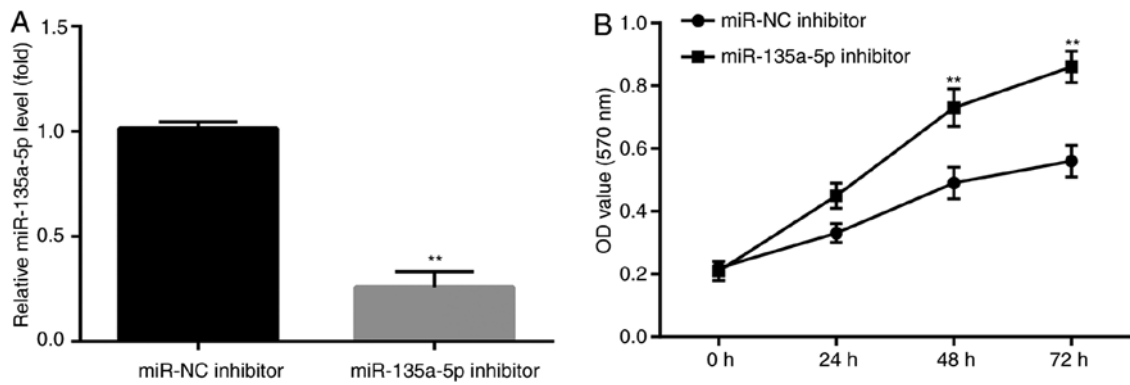 A
Relative miR-135a-5p level (fold)
1.5
1.0
0.5
0.0
**
miR-NC inhibitor
miR-135a-5p inhibitor
B
miR-NC inhibitor
miR-135a-5p inhibitor
OD value (570 nm)
1.0
0.8
0.6
0.4
0.2
0.0
**
**
0 h
24 h
48 h
72 h